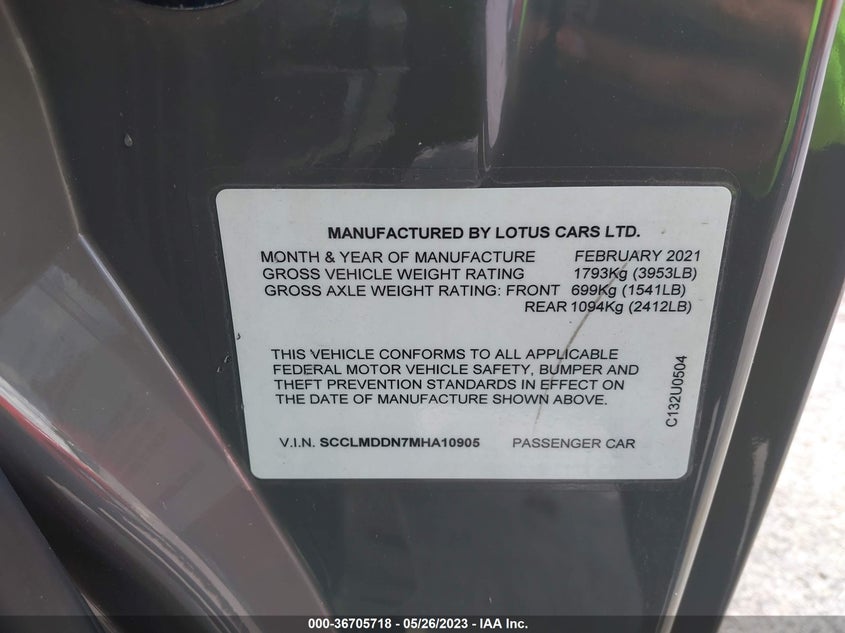 MANUFACTURED BY LOTUS CARS LTD.
MONTH & YEAR OF MANUFACTURE FEBRUARY 2021
GROSS VEHICLE WEIGHT RATING 1793Kg (3953LB)
GROSS AXLE WEIGHT RATING: FRONT 699Kg (1541LB)
REAR 1094Kg (2412LB)
THIS VEHICLE CONFORMS TO ALL APPLICABLE
FEDERAL MOTOR VEHICLE SAFETY, BUMPER AND
THEFT PREVENTION STANDARDS IN EFFECT ON
THE DATE OF MANUFACTURE SHOWN ABOVE.
C132U0504
V.I.N. SCCLMDDN7MHA10905 PASSENGER CAR
000-36705718 - 05/26/2023 - IAA Inc.